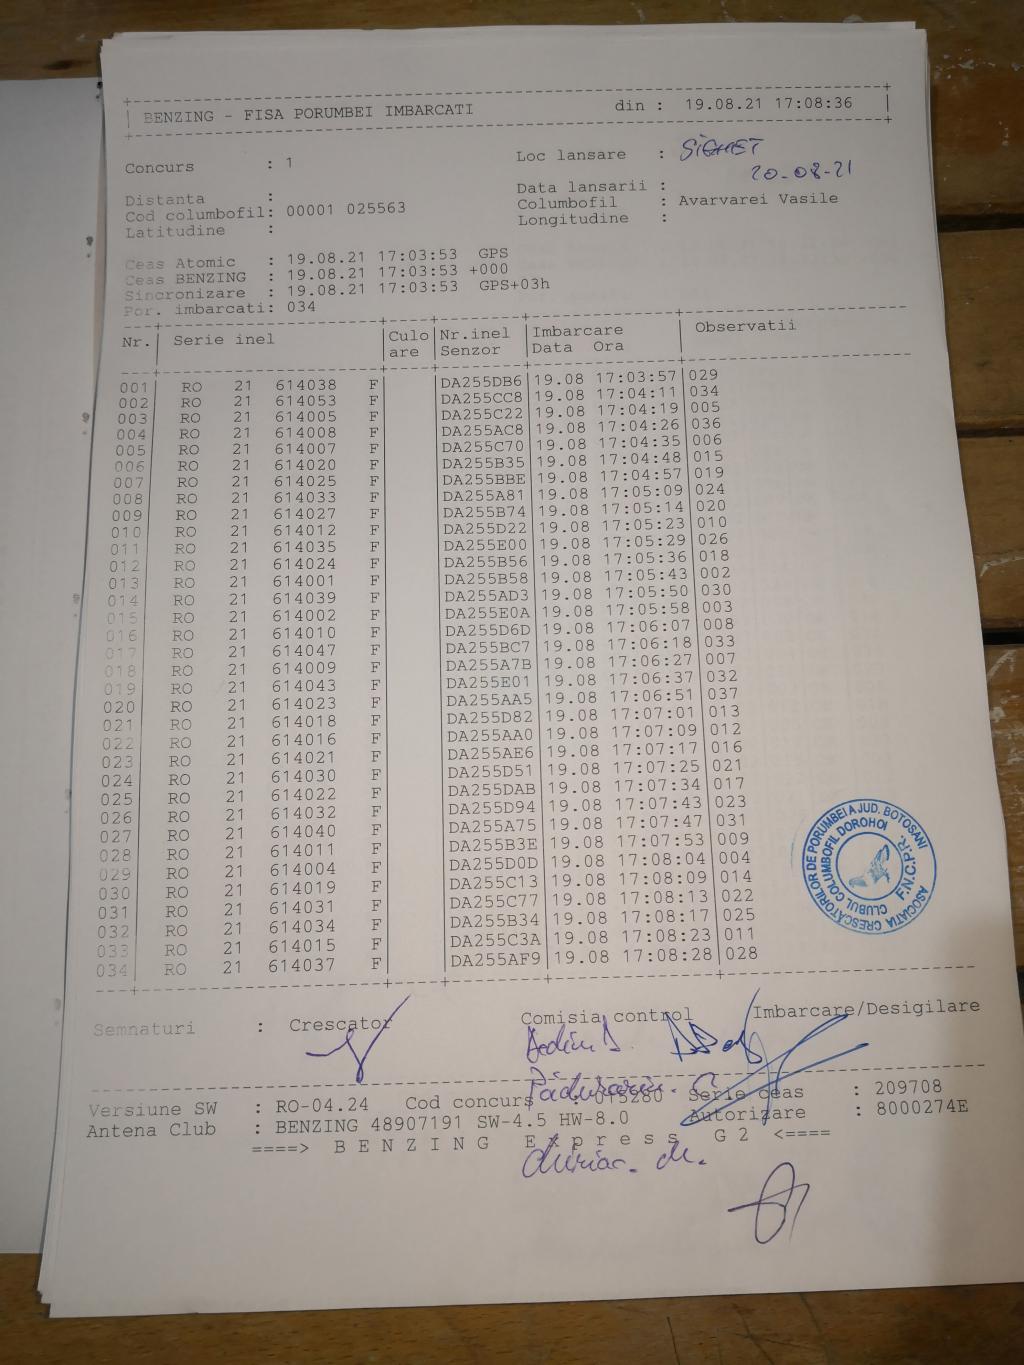 BENZING - FISA PORUMBEI IMBARCATI din : 19.08.21 17:08:36
Concurs : 1 Loc lansare : SIGHET
20-08-21
Distanta : Data lansarii :
Cod columbofil: 00001 025563 Columbofil : Avarvarei Vasile
Latitudine : Longitudine :
Ceas Atomic : 19.08.21 17:03:53 GPS
Ceas BENZING : 19.08.21 17:03:53 +000
Sincronizare : 19.08.21 17:03:53 GPS+03h
Por. imbarcati: 034
Nr. Serie inel Culo Nr.inel Imbarcare Observatii
are Senzor Data Ora
001 RO 21 614038 F DA255DB6 19.08 17:03:57 029
002 RO 21 614053 F DA255CC8 19.08 17:04:11 034
003 RO 21 614005 F DA255C22 19.08 17:04:19 005
004 RO 21 614008 F DA255AC8 19.08 17:04:26 036
005 RO 21 614007 F DA255C70 19.08 17:04:35 006
006 RO 21 614020 F DA255B35 19.08 17:04:48 015
007 RO 21 614025 F DA255BBE 19.08 17:04:57 019
008 RO 21 614033 F DA255A81 19.08 17:05:09 024
009 RO 21 614027 F DA255B74 19.08 17:05:14 020
010 RO 21 614012 F DA255D22 19.08 17:05:23 010
011 RO 21 614035 F DA255E00 19.08 17:05:29 026
012 RO 21 614024 F DA255B56 19.08 17:05:36 018
013 RO 21 614001 F DA255B58 19.08 17:05:43 002
014 RO 21 614039 F DA255AD3 19.08 17:05:50 030
015 RO 21 614002 F DA255E0A 19.08 17:05:58 003
016 RO 21 614010 F DA255D6D 19.08 17:06:07 008
017 RO 21 614047 F DA255BC7 19.08 17:06:18 033
018 RO 21 614009 F DA255A7B 19.08 17:06:27 007
019 RO 21 614043 F DA255E01 19.08 17:06:37 032
020 RO 21 614023 F DA255AA5 19.08 17:06:51 037
021 RO 21 614018 F DA255D82 19.08 17:07:01 013
022 RO 21 614016 F DA255AA0 19.08 17:07:09 012
023 RO 21 614021 F DA255AE6 19.08 17:07:17 016
024 RO 21 614030 F DA255D51 19.08 17:07:25 021
025 RO 21 614022 F DA255DAB 19.08 17:07:34 017
026 RO 21 614032 F DA255D94 19.08 17:07:43 023
027 RO 21 614040 F DA255A75 19.08 17:07:47 031
028 RO 21 614011 F DA255B3E 19.08 17:07:53 009
029 RO 21 614004 F DA255D0D 19.08 17:08:04 004
030 RO 21 614019 F DA255C13 19.08 17:08:09 014
031 RO 21 614031 F DA255C77 19.08 17:08:13 022
032 RO 21 614034 F DA255B34 19.08 17:08:17 025
033 RO 21 614015 F DA255C3A 19.08 17:08:23 011
034 RO 21 614037 F DA255AF9 19.08 17:08:28 028
ASOCIATIA CRESCATORILOR DE PORUMBEI A JUD. BOTOSANI
CLUBUL COLUMBOFIL DOROHOI
F.N.C.P.R.
Semnaturi : Crescator Comisia control Imbarcare/Desigilare
Versiune SW : RO-04.24 Cod concurs : 015280 Serie ceas : 209708
Antena Club : BENZING 48907191 SW-4.5 HW-8.0 Autorizare : 8000274E
====> BENZING Express G2 <====